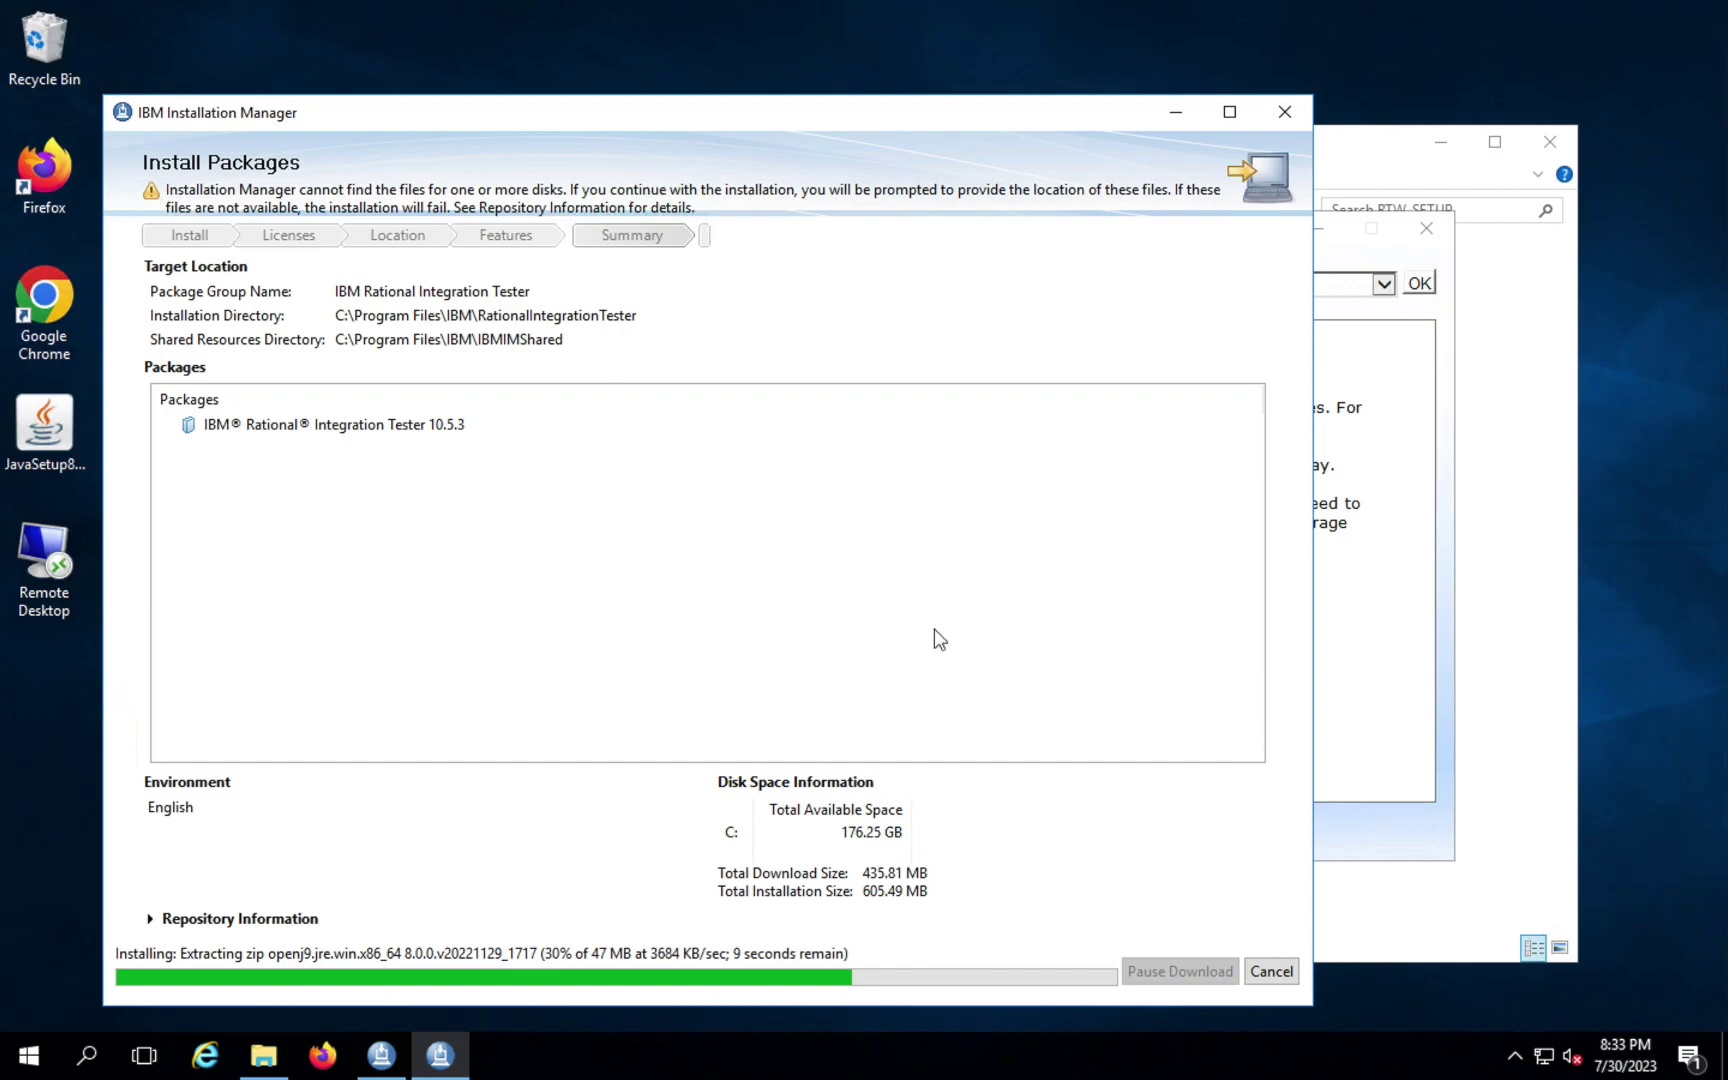 Recycle Bin
Firefox
Google
Chrome
JavaSetup8...
Remote
Desktop
IBM Installation Manager
Install Packages
Installation Manager cannot find the files for one or more disks. If you continue with the installation, you will be prompted to provide the location of these files. If these
files are not available, the installation will fail. See Repository Information for details.
Install
Licenses
Location
Features
Summary
Target Location
Package Group Name: IBM Rational Integration Tester
Installation Directory: C:\Program Files\IBM\RationalIntegrationTester
Shared Resources Directory: C:\Program Files\IBM\IBMIMShared
Packages
Packages
IBM® Rational® Integration Tester 10.5.3
Environment
English
Disk Space Information
Total Available Space
C: 176.25 GB
Total Download Size: 435.81 MB
Total Installation Size: 605.49 MB
Repository Information
Installing: Extracting zip openj9.jre.win.x86_64 8.0.0.v20221129_1717 (30% of 47 MB at 3684 KB/sec; 9 seconds remain)
Pause Download
Cancel
Search RTW_SETUP
OK
es. For
ay.
eed to
rage
8:33 PM
7/30/2023
1